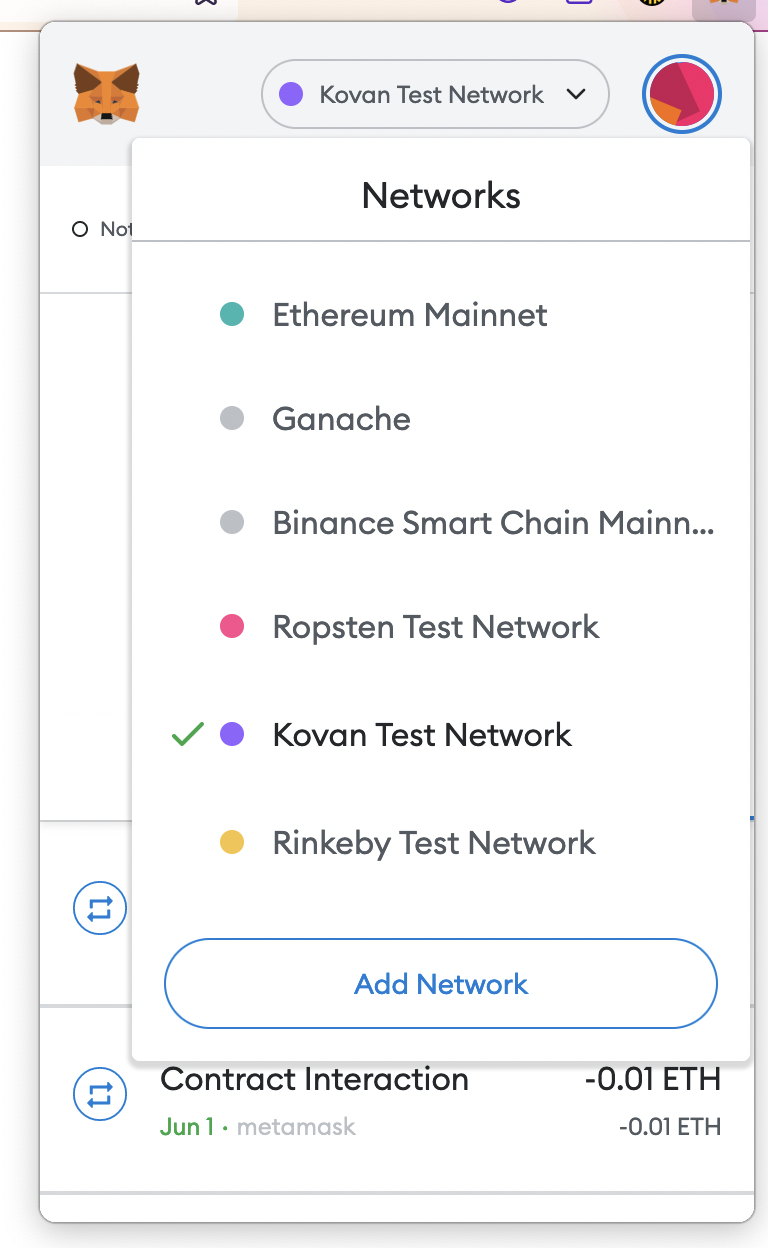 Kovan Test Network
Networks
Not
Ethereum Mainnet
Ganache
Binance Smart Chain Mainn...
Ropsten Test Network
Kovan Test Network
Rinkeby Test Network
Add Network
Contract Interaction -0.01 ETH
Jun 1 · metamask -0.01 ETH